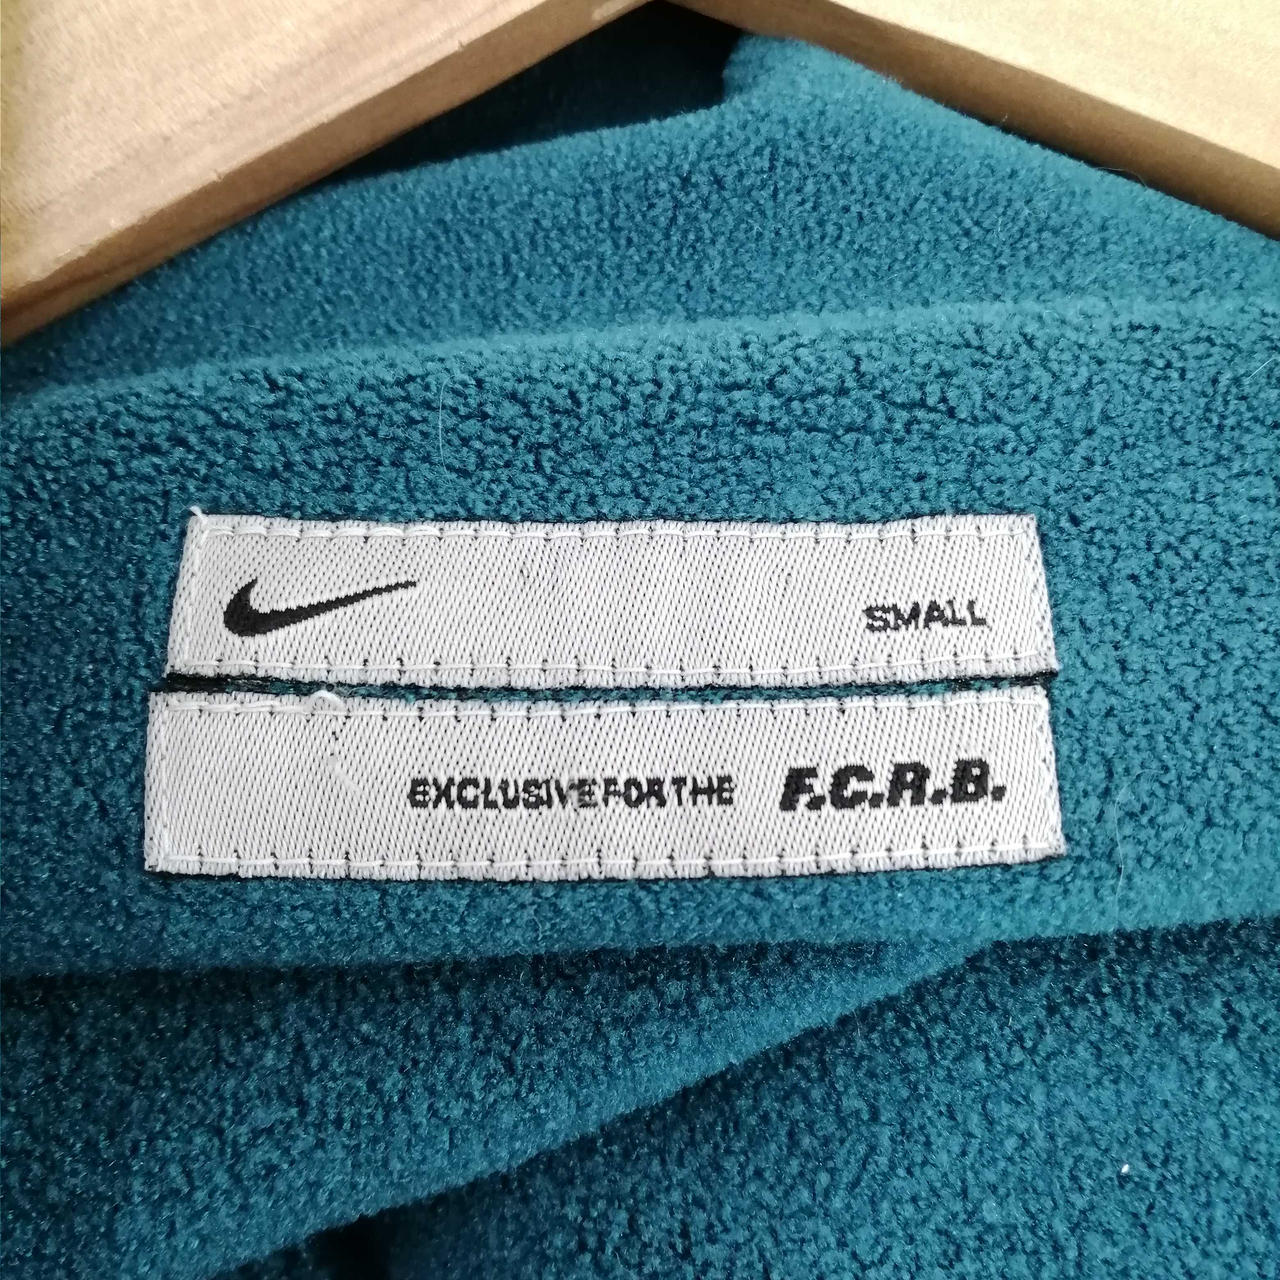 SMALL
EXCLUSIVE FOR THE F.C.R.B.